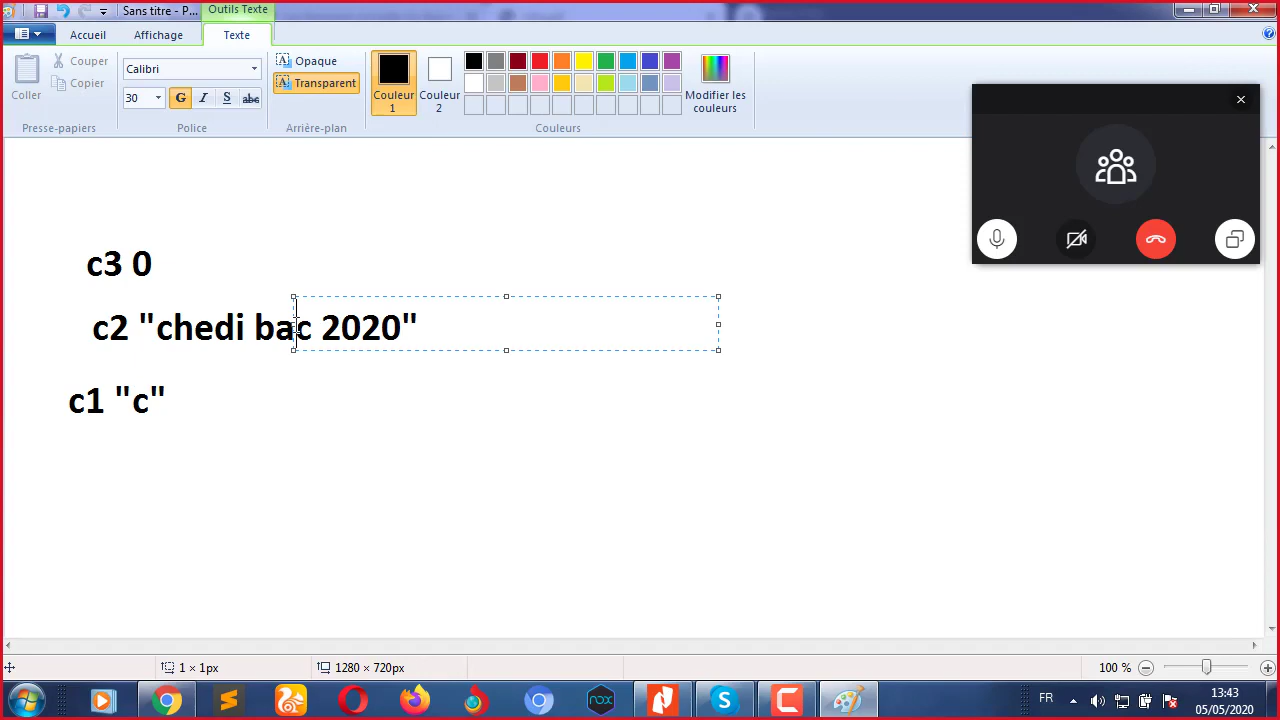 Sans titre - P...
Outils Texte
Accueil
Affichage
Texte
Coller
Couper
Copier
Presse-papiers
Calibri
30
G I S abc
Police
Opaque
Transparent
Arrière-plan
Couleur 1
Couleur 2
Modifier les couleurs
Couleurs
c3 0
c2 "chedi bac 2020"
c1 "c"
1 × 1px
1280 × 720px
100 %
FR
13:43
05/05/2020